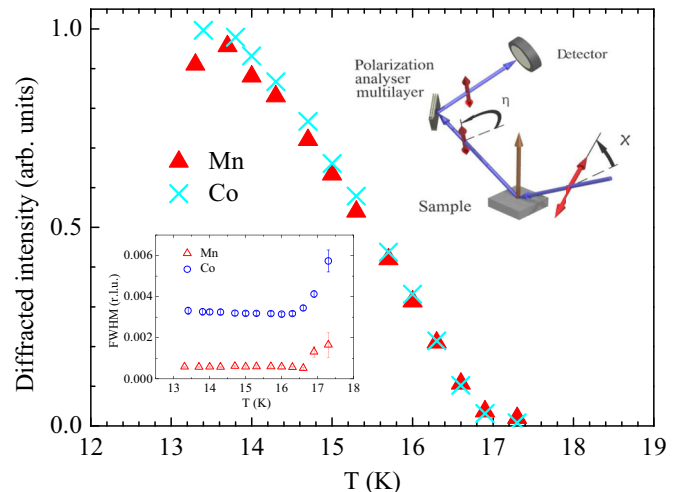 Diffracted intensity (arb. units)
1.0
0.5
0.0
12
13
14
15
16
17
18
19
T (K)
Mn
Co
Polarization
analyser
multilayer
Detector
η
χ
Sample
FWHM (r.l.u.)
0.006
0.004
0.002
0.000
Mn
Co
13
14
15
16
17
18
T (K)